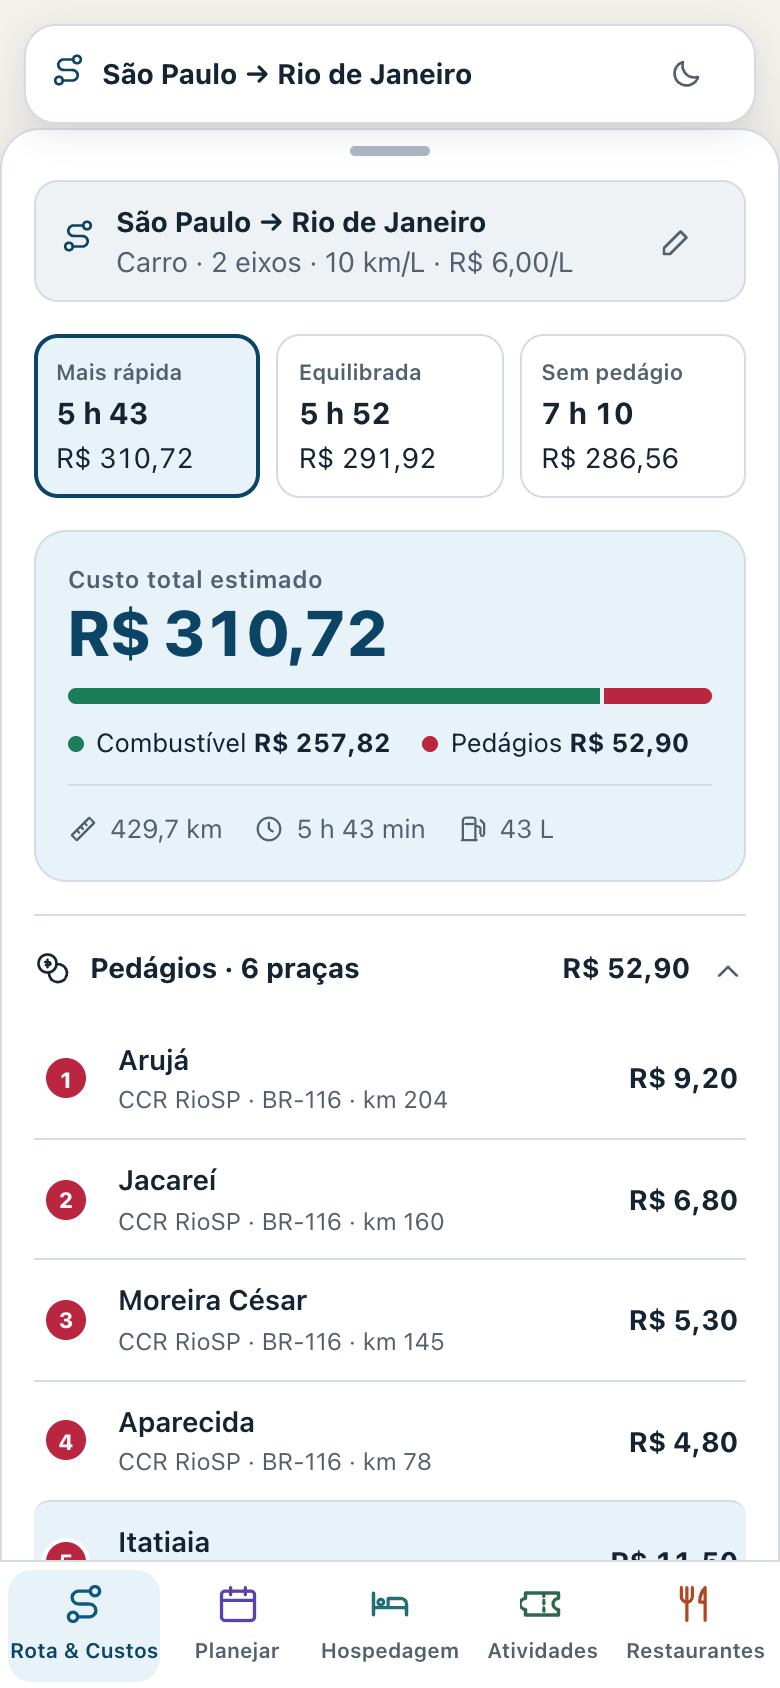 São Paulo → Rio de Janeiro
São Paulo → Rio de Janeiro
Carro · 2 eixos · 10 km/L · R$ 6,00/L
Mais rápida
5 h 43
R$ 310,72
Equilibrada
5 h 52
R$ 291,92
Sem pedágio
7 h 10
R$ 286,56
Custo total estimado
R$ 310,72
Combustível R$ 257,82
Pedágios R$ 52,90
429,7 km
5 h 43 min
43 L
Pedágios · 6 praças
R$ 52,90
1
Arujá
CCR RioSP · BR-116 · km 204
R$ 9,20
2
Jacareí
CCR RioSP · BR-116 · km 160
R$ 6,80
3
Moreira César
CCR RioSP · BR-116 · km 145
R$ 5,30
4
Aparecida
CCR RioSP · BR-116 · km 78
R$ 4,80
5
Itatiaia
R$ 11,50
Rota & Custos
Planejar
Hospedagem
Atividades
Restaurantes